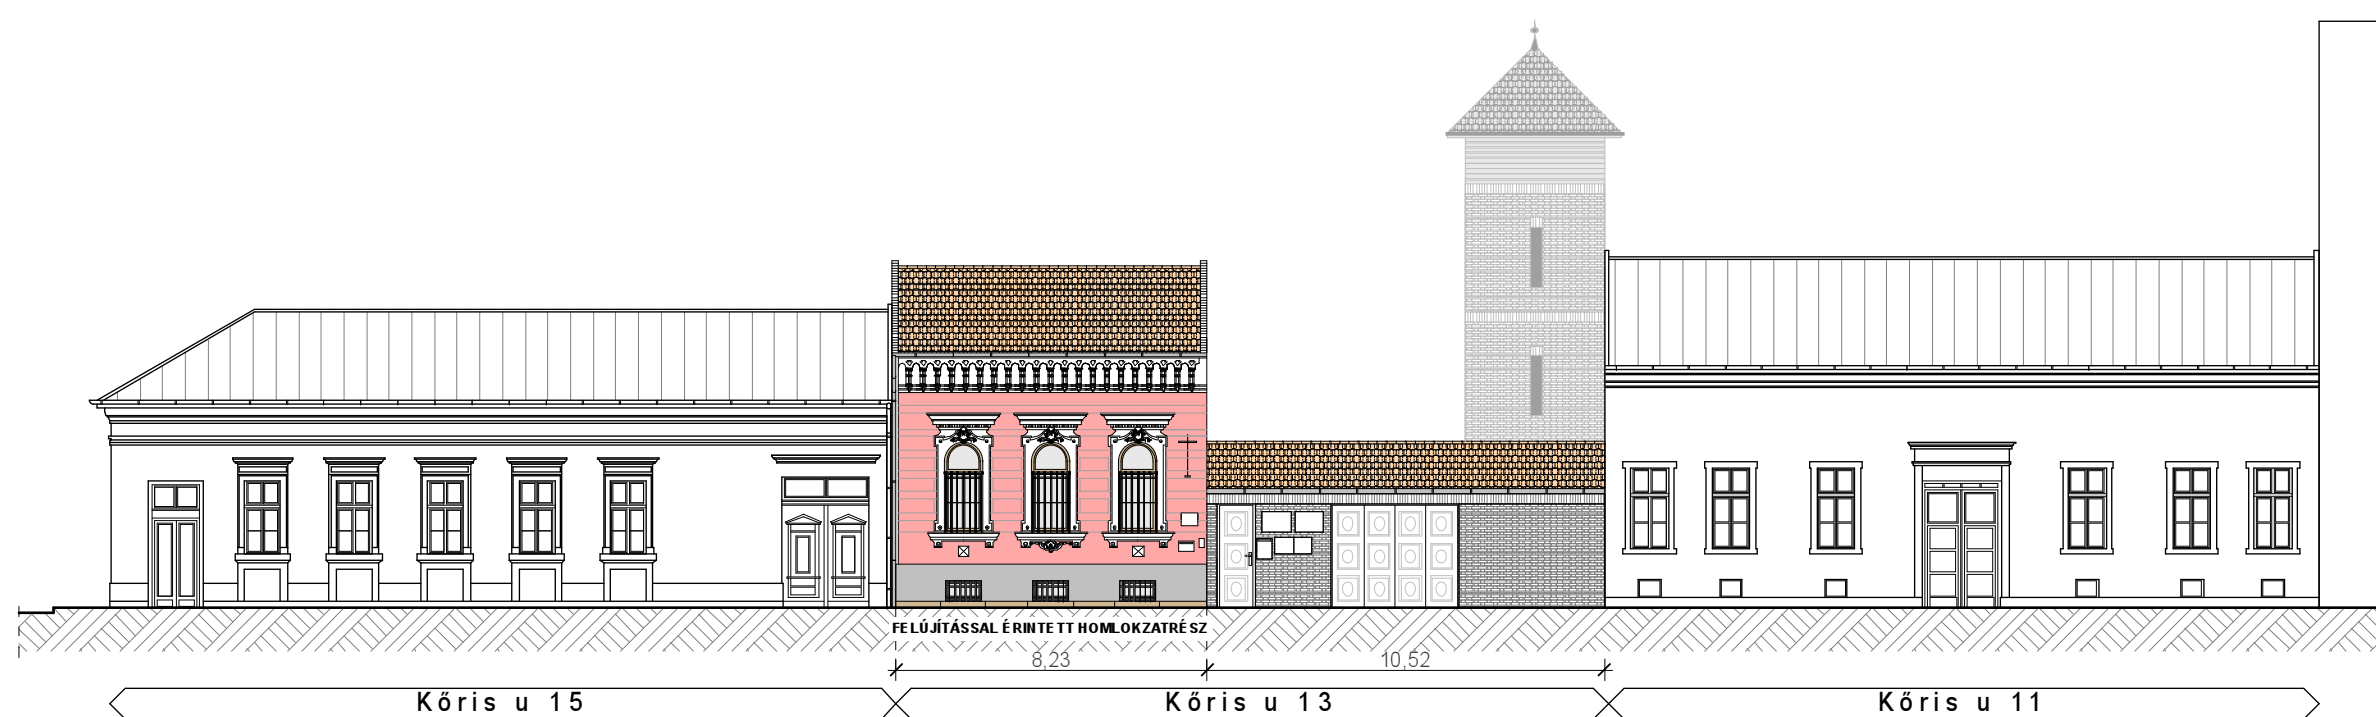 FELÚJÍTÁSSAL ÉRINTETT HOMLOKZATRÉSZ
8,23 10,52
Kőris u 15 Kőris u 13 Kőris u 11